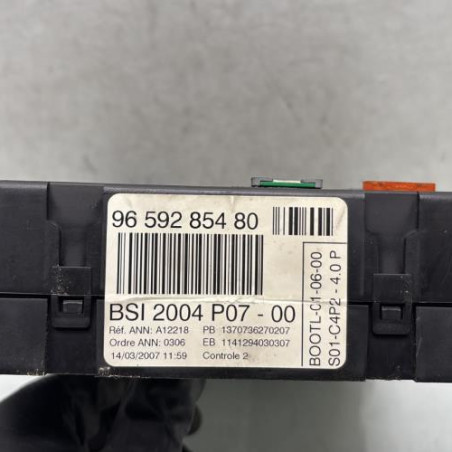 96 592 854 80
BSI 2004 P07 - 00
Réf. ANN: A12218 PB 1370736270207
Ordre ANN: 0306 EB 1141294030307
14/03/2007 11:59 Controle 2
BOOTL-01-06-00
S01-C4P2 - 4.0 P